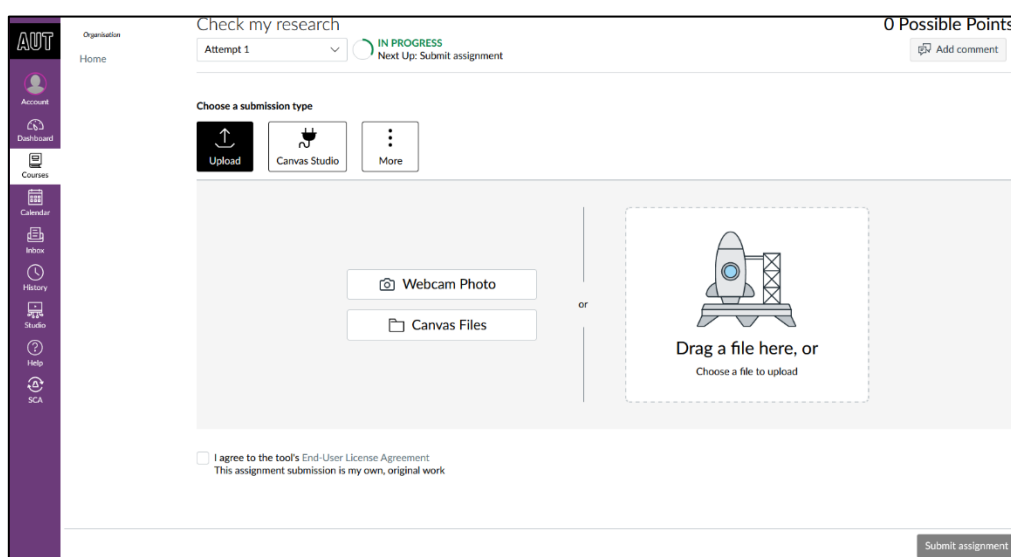 AUT
Account
Dashboard
Courses
Calendar
Inbox
History
Studio
Help
SCA
Organisation
Home
Check my research
0 Possible Points
Attempt 1
IN PROGRESS
Next Up: Submit assignment
Add comment
Choose a submission type
Upload
Canvas Studio
More
Webcam Photo
Canvas Files
or
Drag a file here, or
Choose a file to upload
I agree to the tool's End-User License Agreement
This assignment submission is my own, original work
Submit assignment